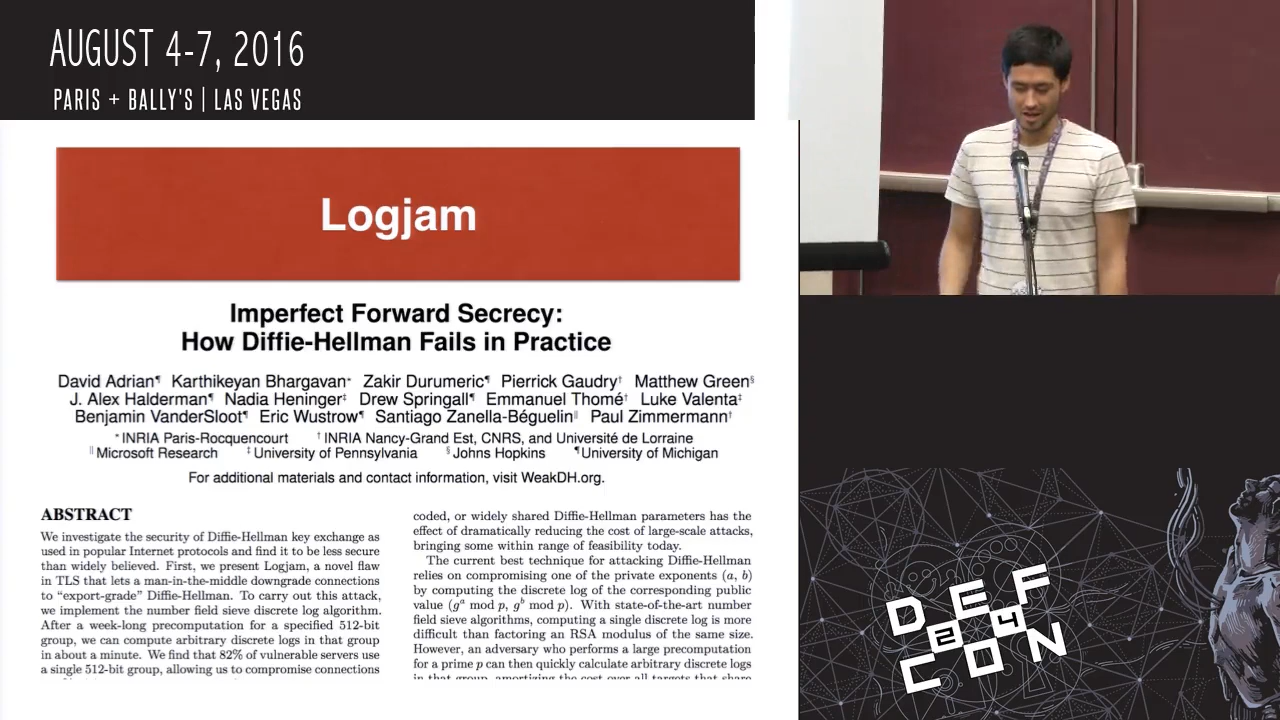 AUGUST 4-7, 2016
PARIS + BALLY'S | LAS VEGAS
Logjam
Imperfect Forward Secrecy:
How Diffie-Hellman Fails in Practice
David Adrian¶ Karthikeyan Bhargavan* Zakir Durumeric¶ Pierrick Gaudry† Matthew Green§
J. Alex Halderman¶ Nadia Heninger‡ Drew Springall¶ Emmanuel Thomé† Luke Valenta‡
Benjamin VanderSloot¶ Eric Wustrow¶ Santiago Zanella-Béguelin‖ Paul Zimmermann†
* INRIA Paris-Rocquencourt † INRIA Nancy-Grand Est, CNRS, and Université de Lorraine
‖ Microsoft Research ‡ University of Pennsylvania § Johns Hopkins ¶ University of Michigan
For additional materials and contact information, visit WeakDH.org.
ABSTRACT
We investigate the security of Diffie-Hellman key exchange as
used in popular Internet protocols and find it to be less secure
than widely believed. First, we present Logjam, a novel flaw
in TLS that lets a man-in-the-middle downgrade connections
to “export-grade” Diffie-Hellman. To carry out this attack,
we implement the number field sieve discrete log algorithm.
After a week-long precomputation for a specified 512-bit
group, we can compute arbitrary discrete logs in that group
in about a minute. We find that 82% of vulnerable servers use
a single 512-bit group, allowing us to compromise connections
coded, or widely shared Diffie-Hellman parameters has the
effect of dramatically reducing the cost of large-scale attacks,
bringing some within range of feasibility today.
The current best technique for attacking Diffie-Hellman
relies on compromising one of the private exponents (a, b)
by computing the discrete log of the corresponding public
value (g^a mod p, g^b mod p). With state-of-the-art number
field sieve algorithms, computing a single discrete log is more
difficult than factoring an RSA modulus of the same size.
However, an adversary who performs a large precomputation
for a prime p can then quickly calculate arbitrary discrete logs
in that group, amortizing the cost over all targets that share
DEF
24
CON